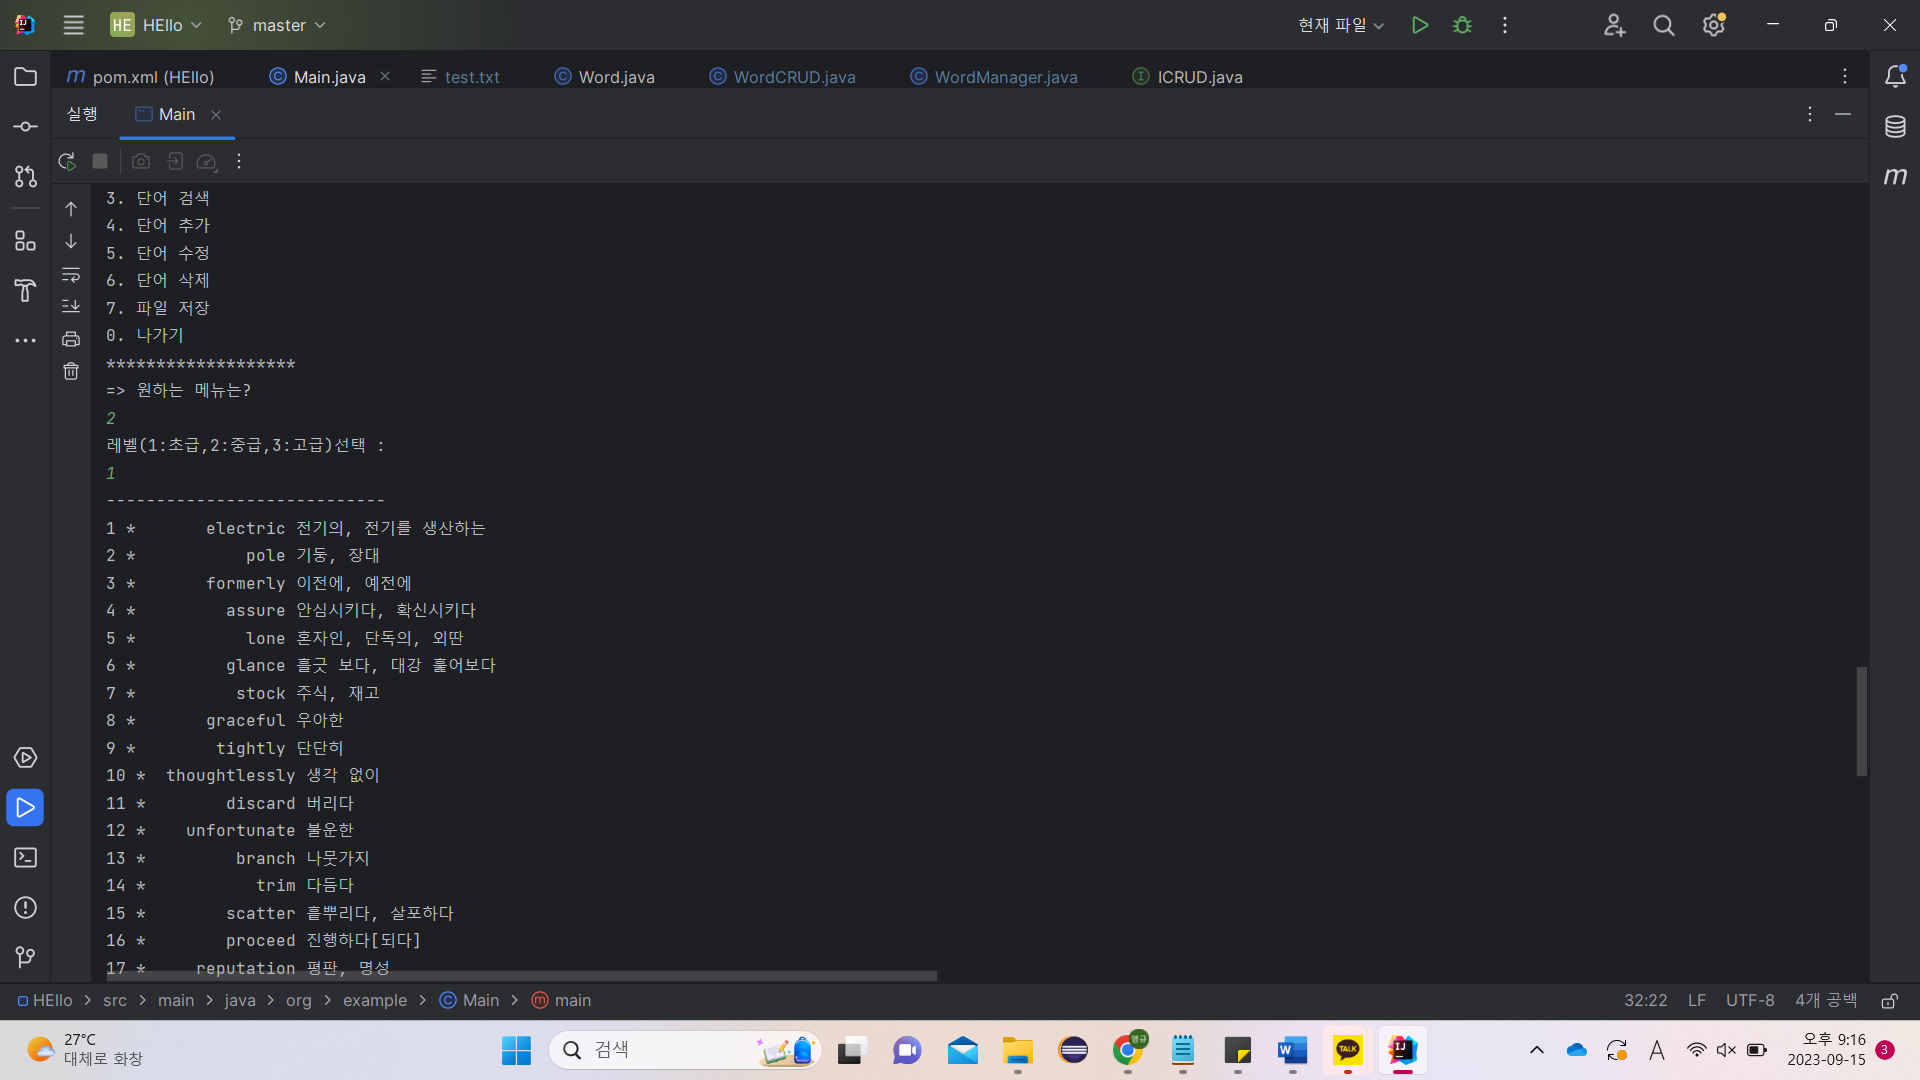 HE HEllo master 현재 파일
m pom.xml (HEllo) Main.java test.txt Word.java WordCRUD.java WordManager.java ICRUD.java
실행 Main
3. 단어 검색
4. 단어 추가
5. 단어 수정
6. 단어 삭제
7. 파일 저장
0. 나가기
*******************
=> 원하는 메뉴는?
2
레벨(1:초급,2:중급,3:고급)선택 :
1
----------------------------
1 * electric 전기의, 전기를 생산하는
2 * pole 기둥, 장대
3 * formerly 이전에, 예전에
4 * assure 안심시키다, 확신시키다
5 * lone 혼자인, 단독의, 외딴
6 * glance 흘긋 보다, 대강 훑어보다
7 * stock 주식, 재고
8 * graceful 우아한
9 * tightly 단단히
10 * thoughtlessly 생각 없이
11 * discard 버리다
12 * unfortunate 불운한
13 * branch 나뭇가지
14 * trim 다듬다
15 * scatter 흩뿌리다, 살포하다
16 * proceed 진행하다[되다]
17 * reputation 평판, 명성
HEllo > src > main > java > org > example > Main > main 32:22 LF UTF-8 4개 공백
27°C
대체로 화창
검색
A
오후 9:16
2023-09-15
3